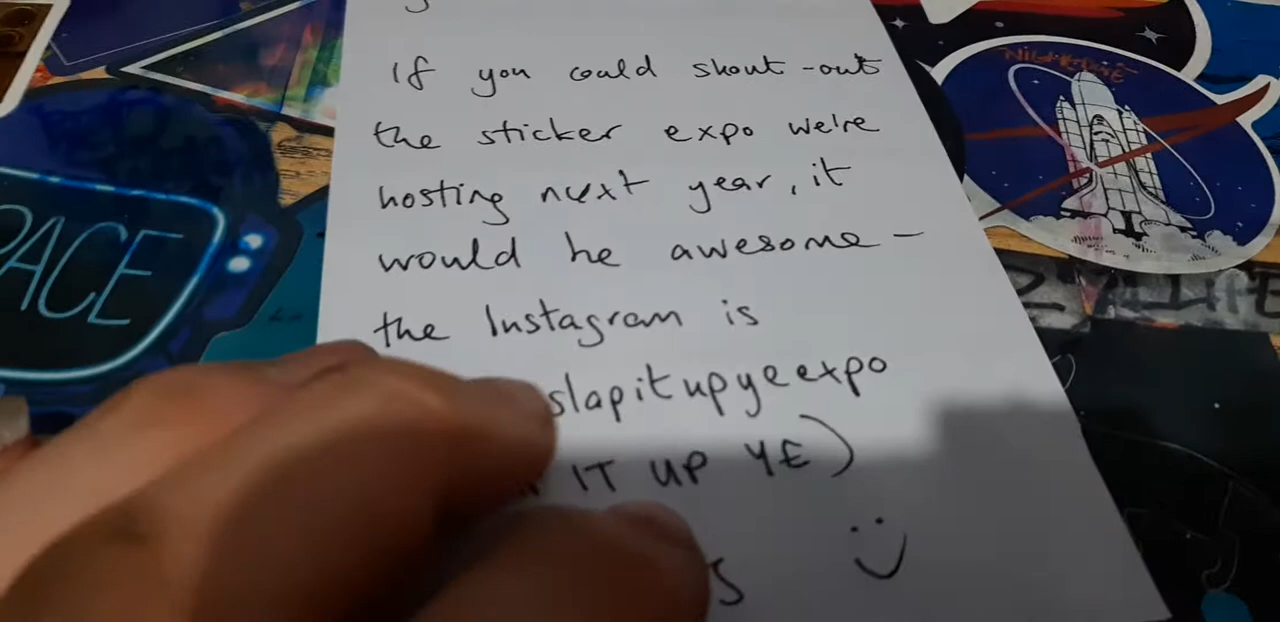 If you could shout-out
the sticker expo we're
hosting next year, it
would be awesome -
the Instagram is
slapitupyeexpo
IT UP YE)
:)
PACE